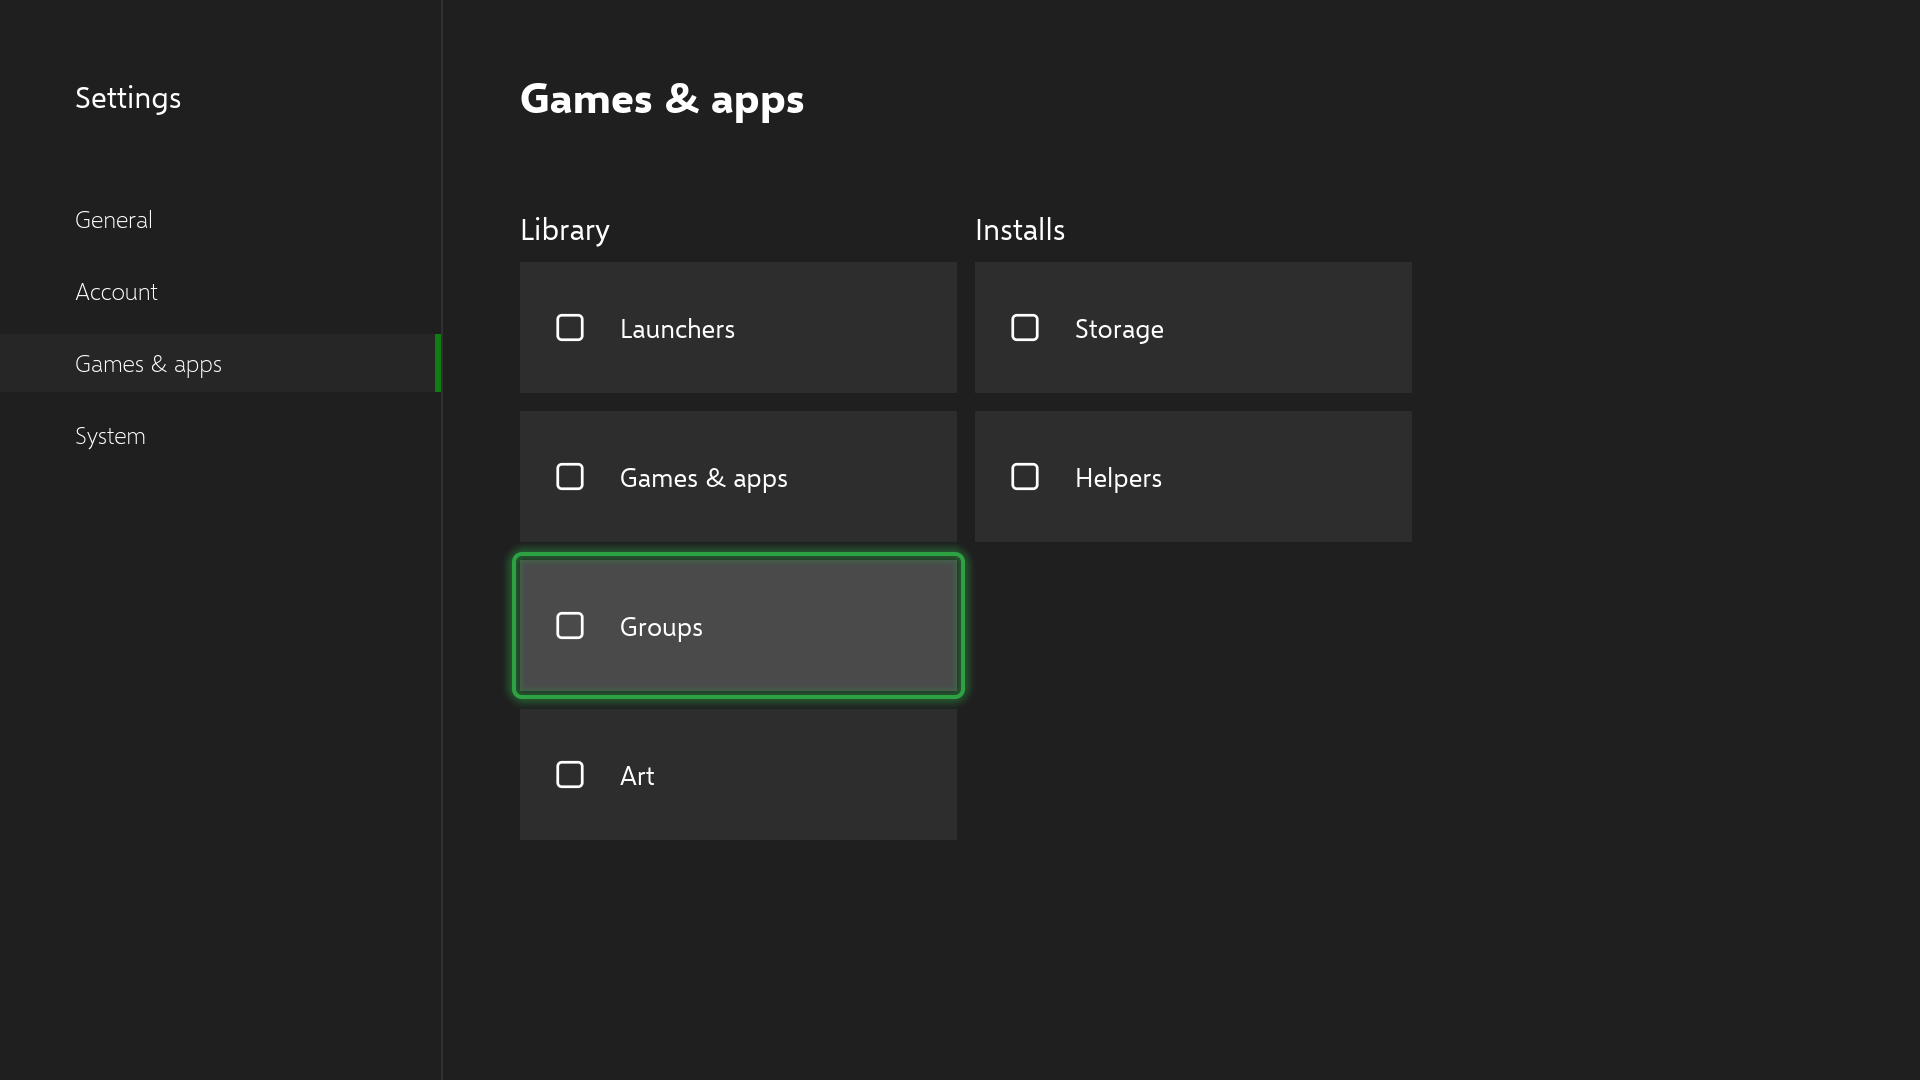 Settings
General
Account
Games & apps
System
Games & apps
Library
Launchers
Games & apps
Groups
Art
Installs
Storage
Helpers